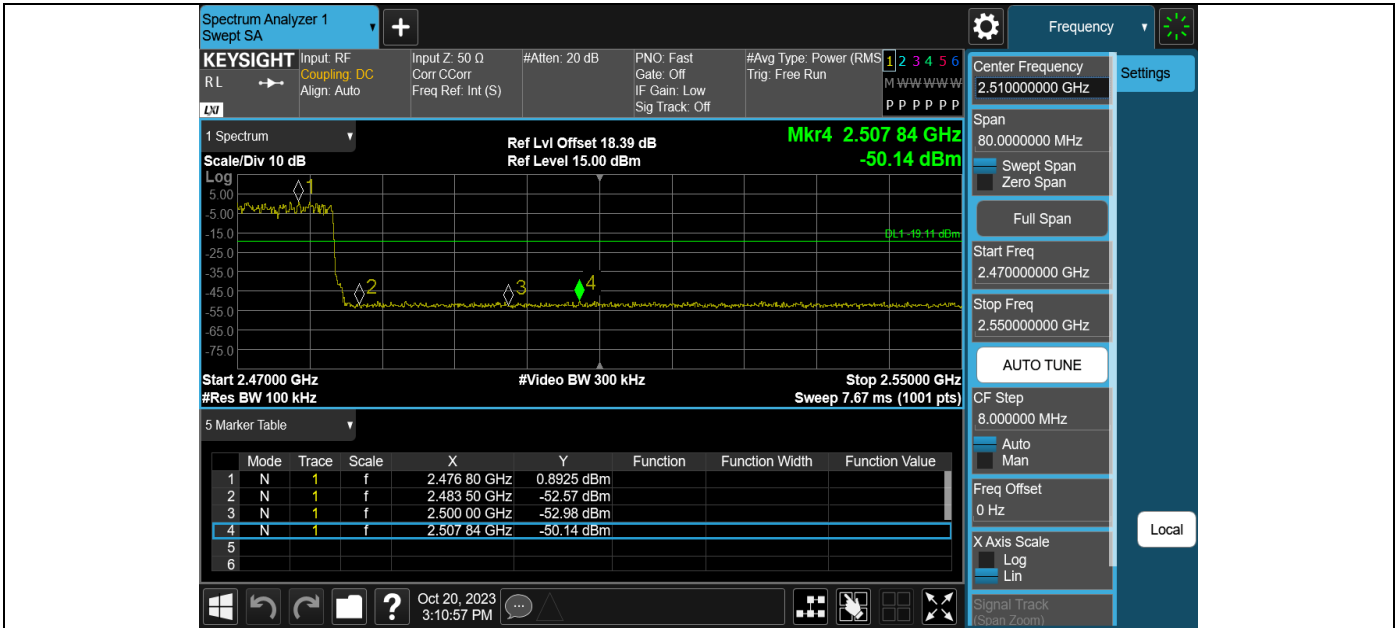 Spectrum Analyzer 1
Swept SA
+
Frequency
KEYSIGHT
RL
LXI
Input: RF
Coupling: DC
Align: Auto
Input Z: 50 Ω
Corr CCorr
Freq Ref: Int (S)
#Atten: 20 dB
PNO: Fast
Gate: Off
IF Gain: Low
Sig Track: Off
#Avg Type: Power (RMS
Trig: Free Run
1 2 3 4 5 6
M W W W W W
P P P P P P
1 Spectrum
Scale/Div 10 dB
Ref Lvl Offset 18.39 dB
Ref Level 15.00 dBm
Mkr4 2.507 84 GHz
-50.14 dBm
Log
5.00
-5.00
-15.0
-25.0
-35.0
-45.0
-55.0
-65.0
-75.0
1
2
3
4
DL1 -19.11 dBm
Start 2.47000 GHz
#Video BW 300 kHz
Stop 2.55000 GHz
#Res BW 100 kHz
Sweep 7.67 ms (1001 pts)
5 Marker Table
Mode Trace Scale X Y Function Function Width Function Value
1 N 1 f 2.476 80 GHz 0.8925 dBm
2 N 1 f 2.483 50 GHz -52.57 dBm
3 N 1 f 2.500 00 GHz -52.98 dBm
4 N 1 f 2.507 84 GHz -50.14 dBm
5
6
?
Oct 20, 2023
3:10:57 PM
Center Frequency
2.510000000 GHz
Settings
Span
80.0000000 MHz
Swept Span
Zero Span
Full Span
Start Freq
2.470000000 GHz
Stop Freq
2.550000000 GHz
AUTO TUNE
CF Step
8.000000 MHz
Auto
Man
Freq Offset
0 Hz
X Axis Scale
Log
Lin
Local
Signal Track
(Span Zoom)